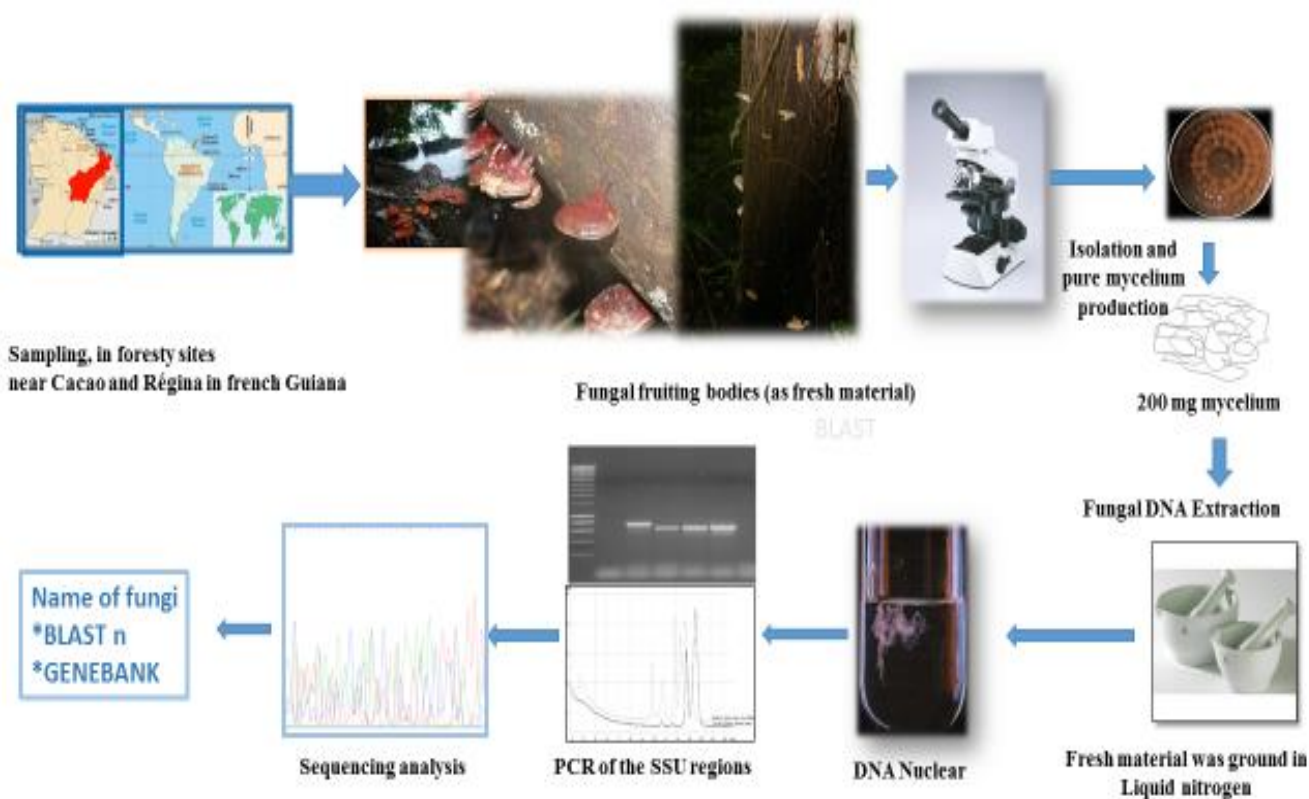 Sampling, in foresty sites
near Cacao and Régina in french Guiana
Fungal fruiting bodies (as fresh material)
BLAST
Isolation and
pure mycelium
production
200 mg mycelium
Fungal DNA Extraction
Fresh material was ground in
Liquid nitrogen
DNA Nuclear
PCR of the SSU regions
Sequencing analysis
Name of fungi
*BLAST n
*GENEBANK